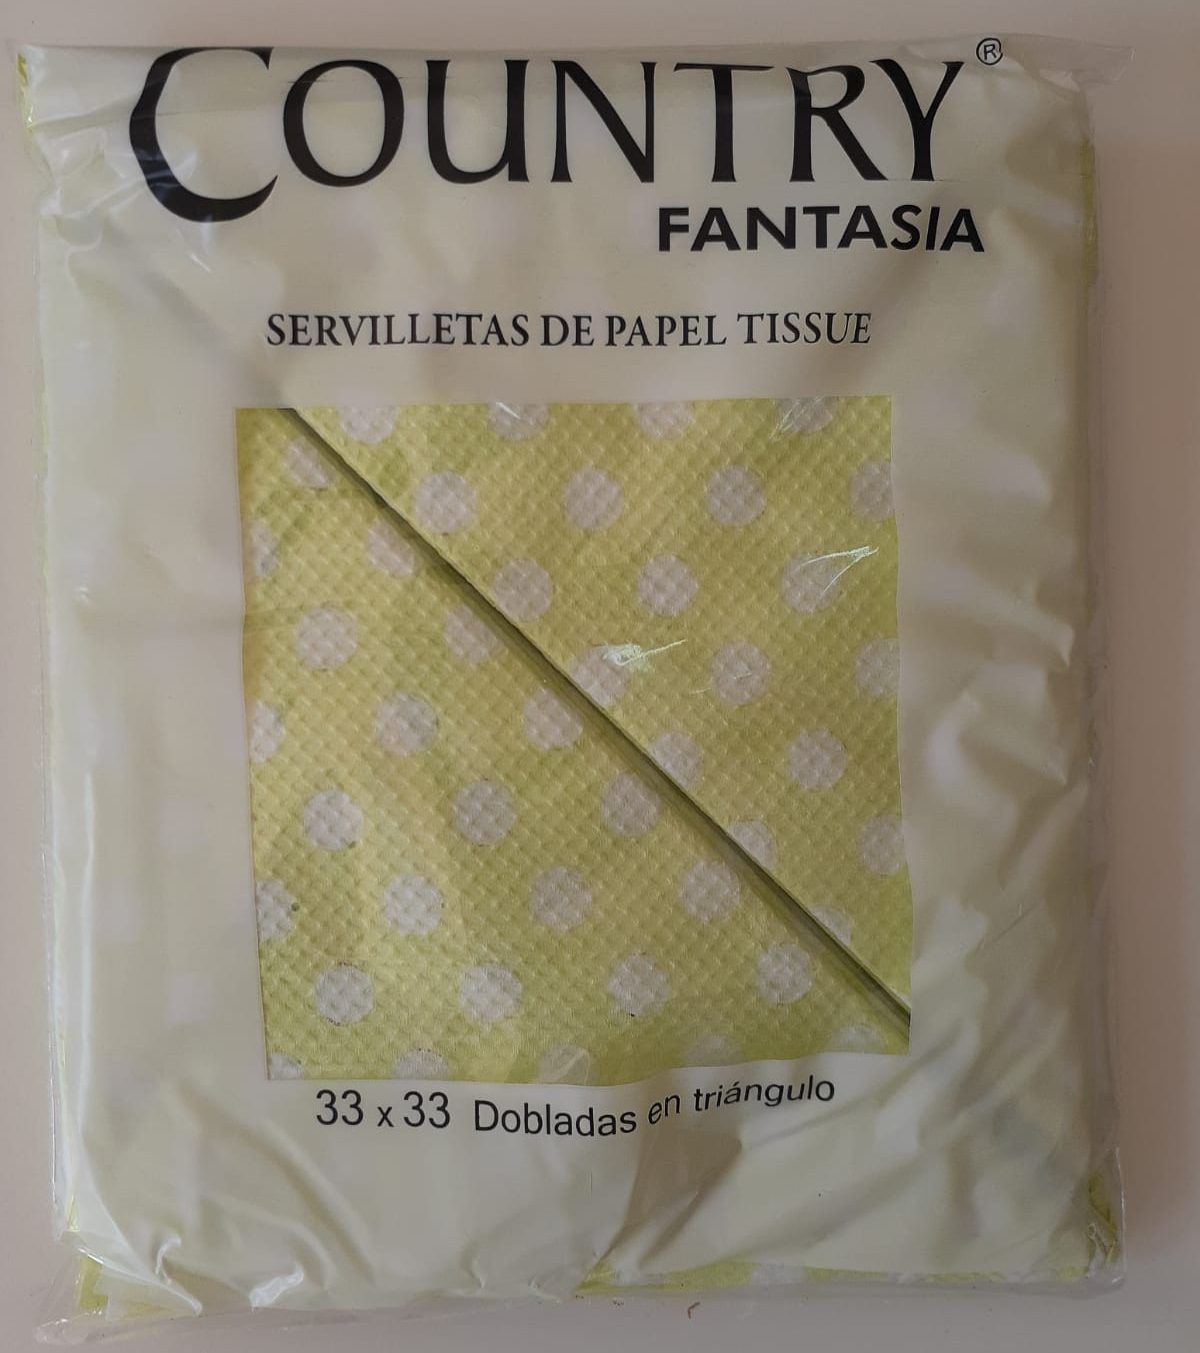 COUNTRY®
FANTASIA
SERVILLETAS DE PAPEL TISSUE
33 x 33 Dobladas en triángulo